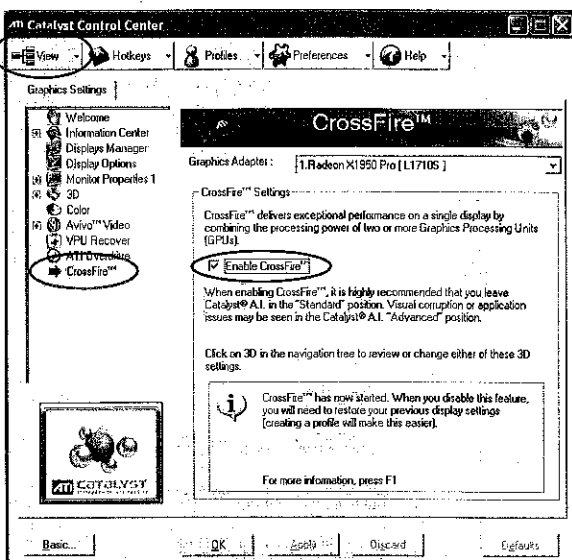 ATI Catalyst Control Center
View Hotkeys Profiles Preferences Help
Graphics Settings
Welcome
Information Center
Displays Manager
Display Options
Monitor Properties 1
3D
Color
Avivo™ Video
VPU Recover
ATI Overdrive
CrossFire™
CrossFire™
Graphics Adapter :
1.Radeon X1950 Pro [ L1710S ]
CrossFire™ Settings
CrossFire™ delivers exceptional performance on a single display by
combining the processing power of two or more Graphics Processing Units
(GPUs).
Enable CrossFire™
When enabling CrossFire™, it is highly recommended that you leave
Catalyst® A.I. in the "Standard" position. Visual corruption or application
issues may be seen in the Catalyst® A.I. "Advanced" position.
Click on 3D in the navigation tree to review or change either of these 3D
settings.
CrossFire™ has now started. When you disable this feature,
you will need to restore your previous display settings
(creating a profile will make this easier).
For more information, press F1
ATI CATALYST
CONTROL CENTER
Basic... OK Apply Discard Defaults